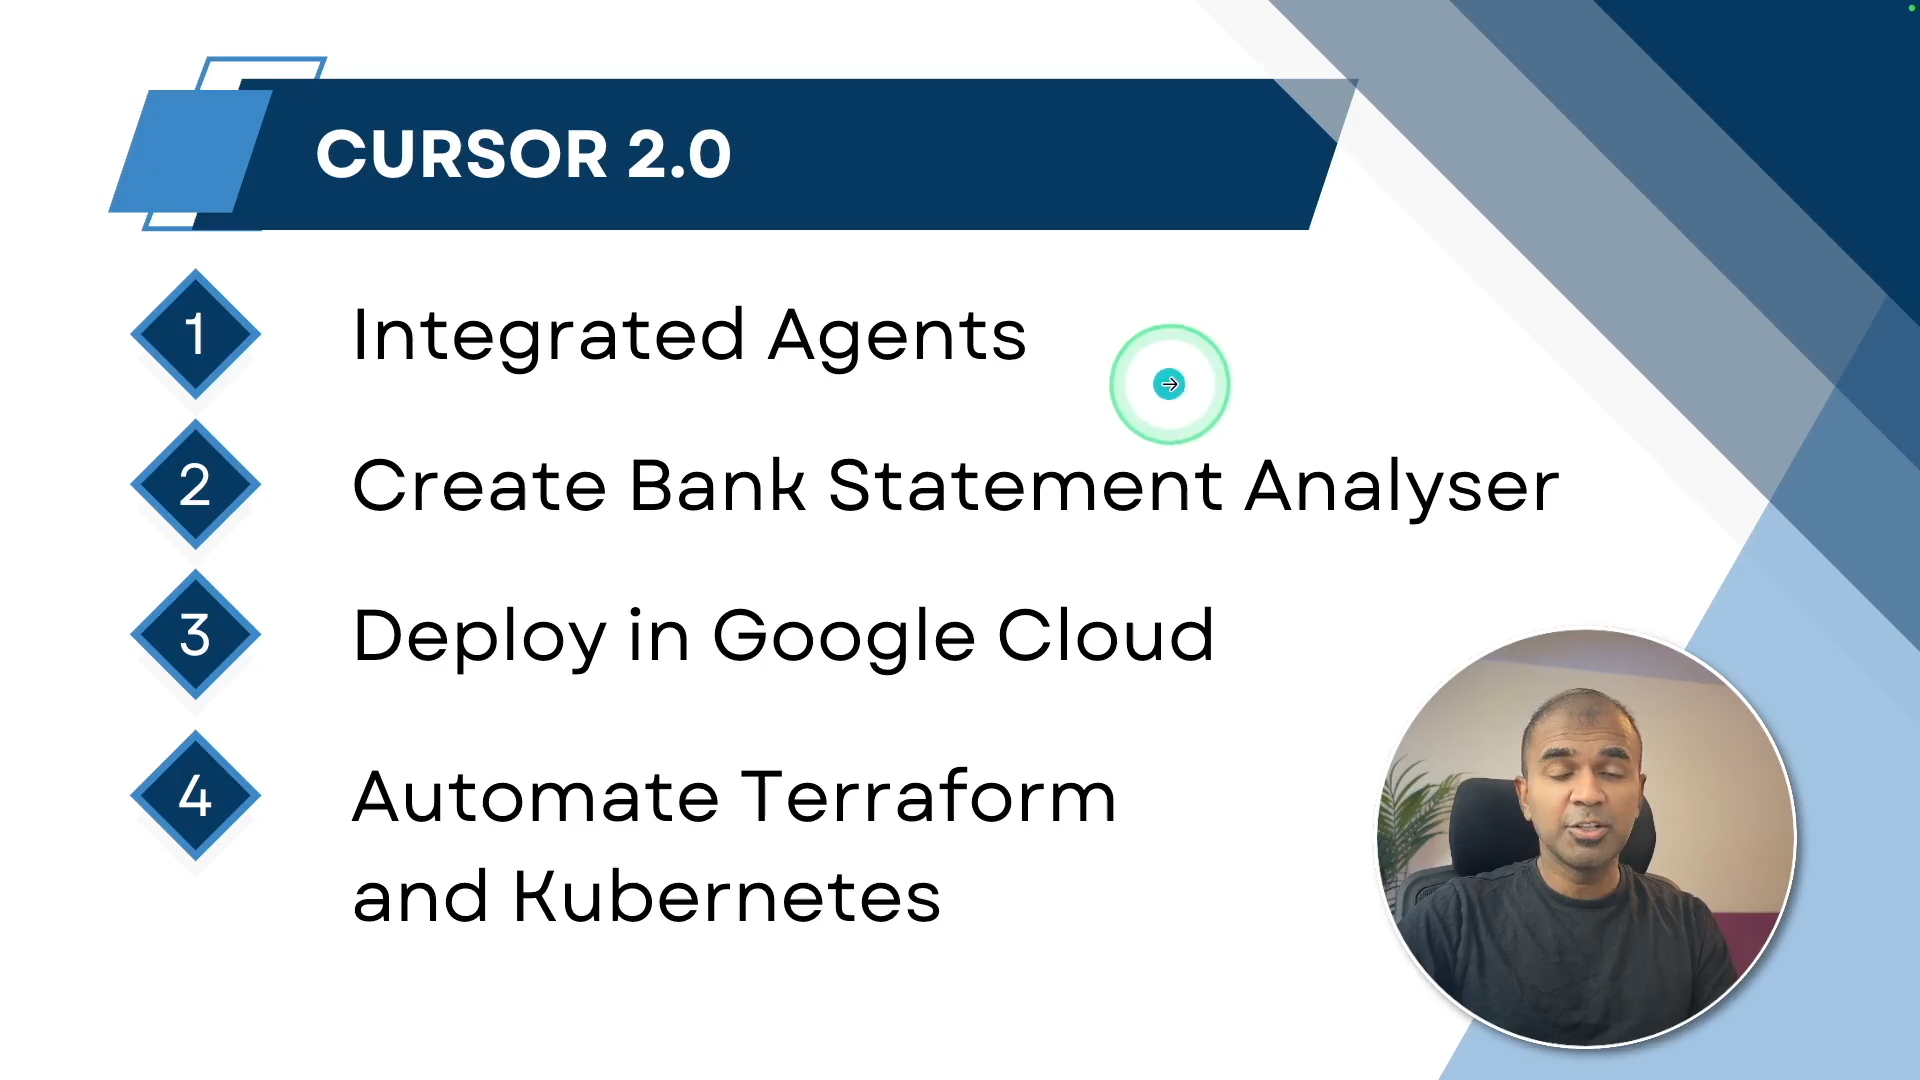 CURSOR 2.0
1 Integrated Agents
2 Create Bank Statement Analyser
3 Deploy in Google Cloud
4 Automate Terraform
and Kubernetes